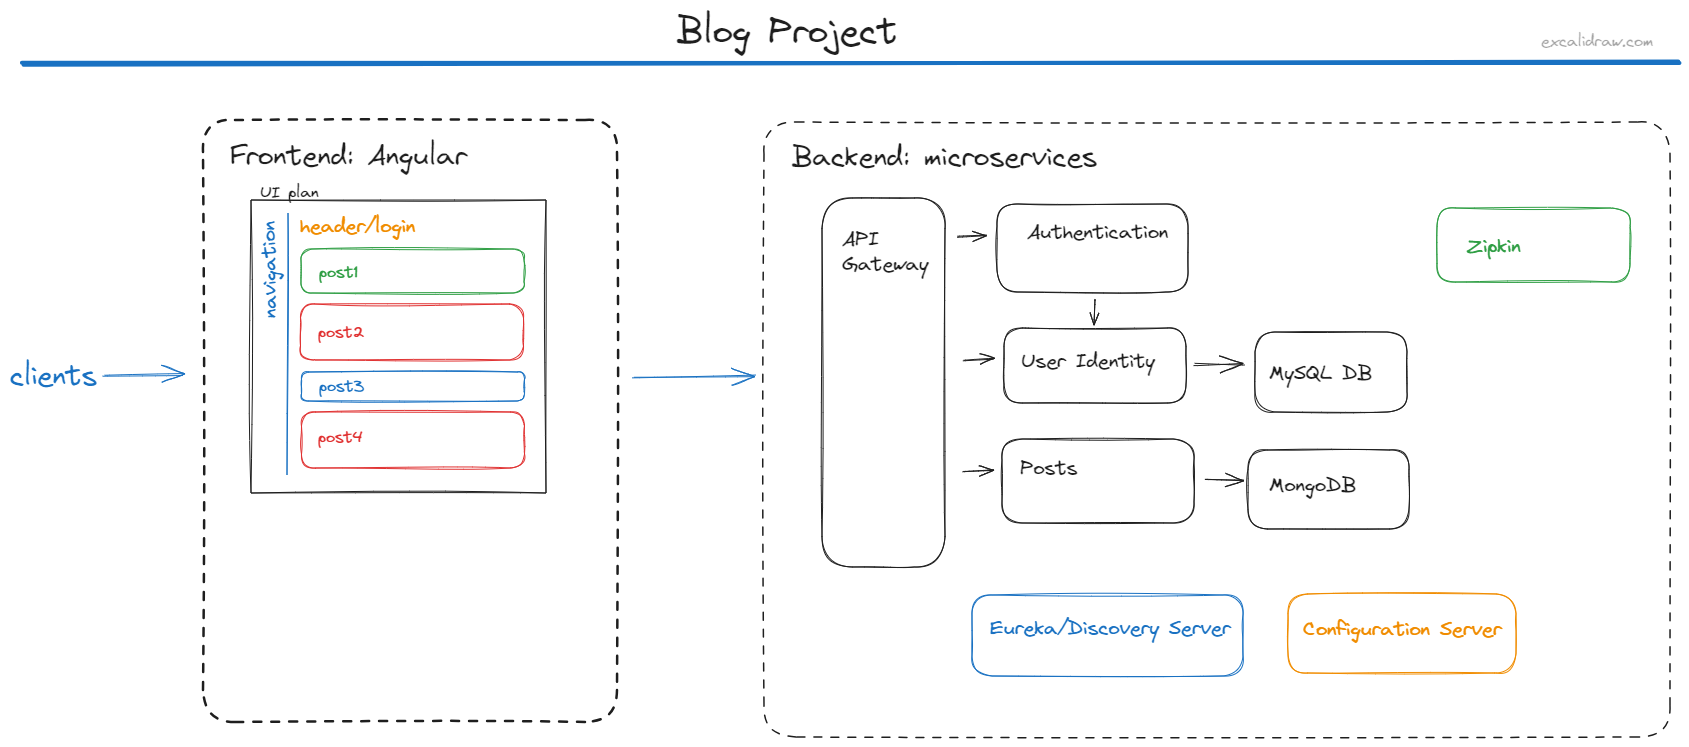 Blog Project
excalidraw.com
clients
Frontend: Angular
UI plan
navigation
header/login
post1
post2
post3
post4
Backend: microservices
API
Gateway
Authentication
User Identity
Posts
MySQL DB
MongoDB
Zipkin
Eureka/Discovery Server
Configuration Server